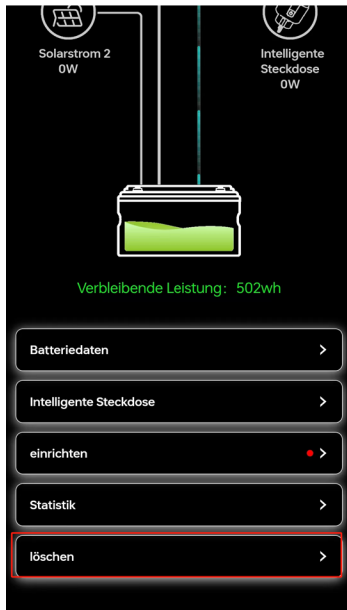 Solarstrom 2
0W
Intelligente
Steckdose
0W
Verbleibende Leistung: 502wh
Batteriedaten
Intelligente Steckdose
einrichten
Statistik
löschen